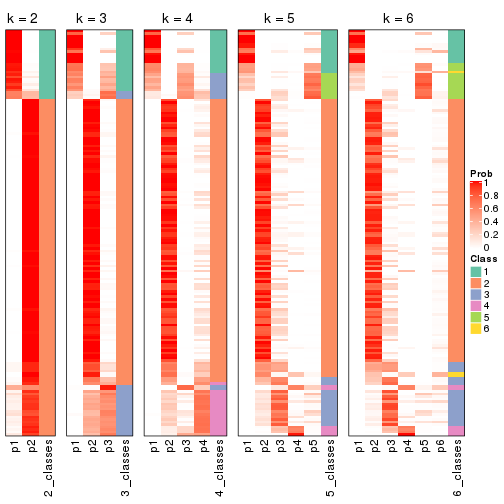 k = 2
k = 3
k = 4
k = 5
k = 6
p1
p2
2_classes
p1
p2
p3
3_classes
p1
p2
p3
p4
4_classes
p1
p2
p3
p4
p5
5_classes
p1
p2
p3
p4
p5
p6
6_classes
Prob
1
0.8
0.6
0.4
0.2
0
Class
1
2
3
4
5
6